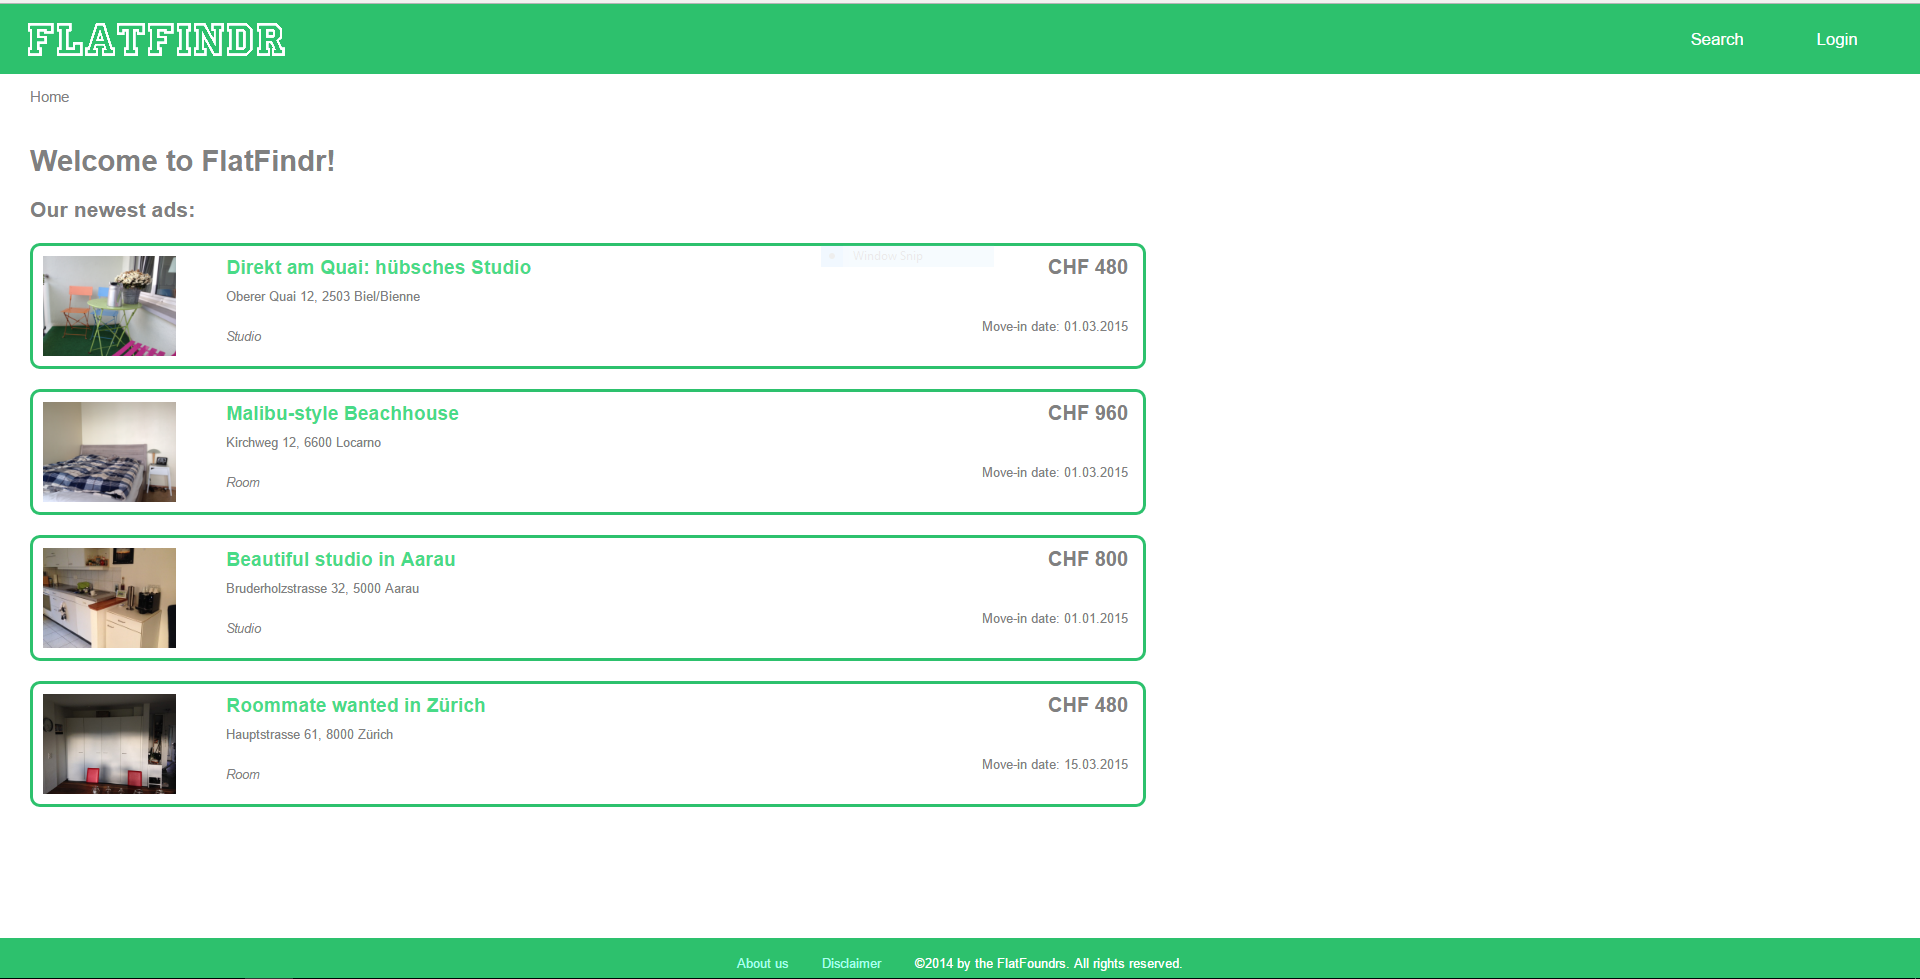 FLATFINDR
Search
Login
Home
Welcome to FlatFindr!
Our newest ads:
Direkt am Quai: hübsches Studio
CHF 480
Oberer Quai 12, 2503 Biel/Bienne
Move-in date: 01.03.2015
Studio
Window Snip
Malibu-style Beachhouse
CHF 960
Kirchweg 12, 6600 Locarno
Move-in date: 01.03.2015
Room
Beautiful studio in Aarau
CHF 800
Bruderholzstrasse 32, 5000 Aarau
Move-in date: 01.01.2015
Studio
Roommate wanted in Zürich
CHF 480
Hauptstrasse 61, 8000 Zürich
Move-in date: 15.03.2015
Room
About us
Disclaimer
©2014 by the FlatFoundrs. All rights reserved.